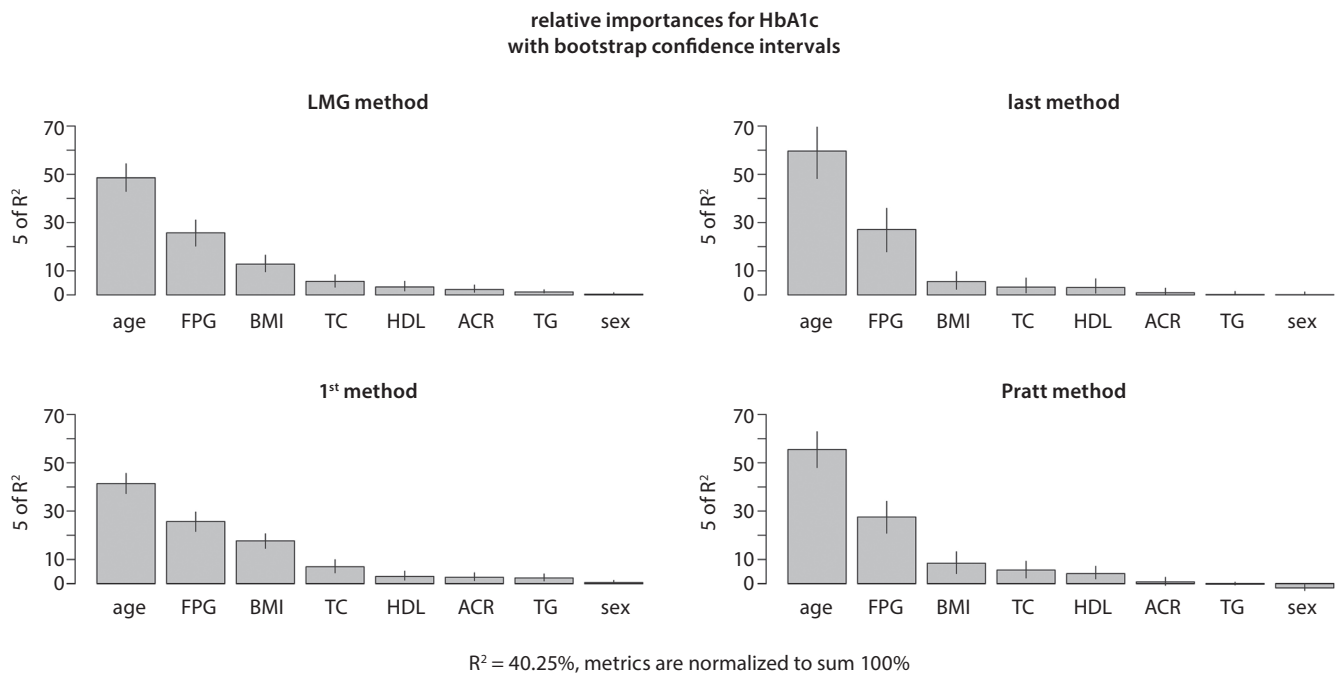 relative importances for HbA1c
with bootstrap confidence intervals
LMG method
70
50
30
10
0
5 of R²
age FPG BMI TC HDL ACR TG sex
last method
70
50
30
10
0
5 of R²
age FPG BMI TC HDL ACR TG sex
1st method
70
50
30
10
0
5 of R²
age FPG BMI TC HDL ACR TG sex
Pratt method
70
50
30
10
0
5 of R²
age FPG BMI TC HDL ACR TG sex
R² = 40.25%, metrics are normalized to sum 100%